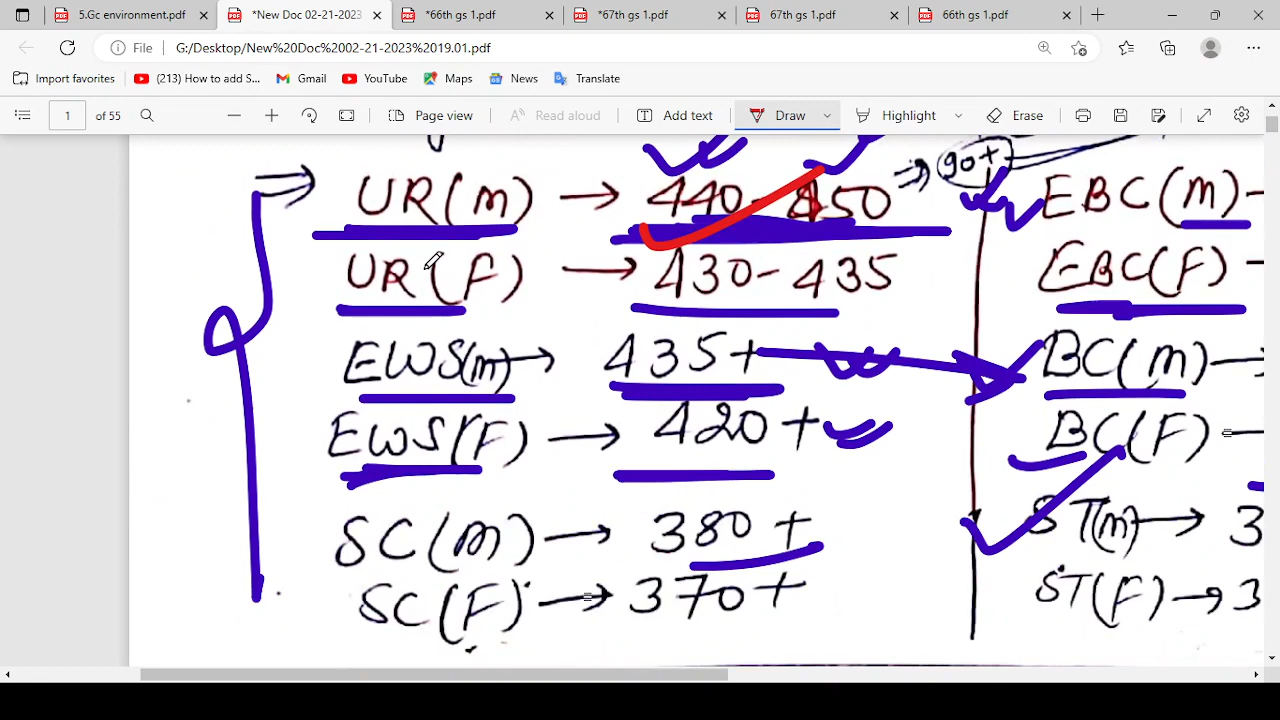 5.Gc environment.pdf
*New Doc 02-21-2023
*66th gs 1.pdf
*67th gs 1.pdf
67th gs 1.pdf
66th gs 1.pdf
File G:/Desktop/New%20Doc%2002-21-2023%2019.01.pdf
Import favorites (213) How to add S... Gmail YouTube Maps News Translate
1 of 55 Page view Read aloud Add text Draw Highlight Erase
UR(M) → 440-450 ⇒ 90+
UR(F) → 430-435
EWS(m) → 435+
EWS(F) → 420+
SC(M) → 380+
SC(F) → 370+
EBC(m)-
EBC(F)-
BC(m)→
BC(F)-
ST(m)→ 3
ST(F)→3